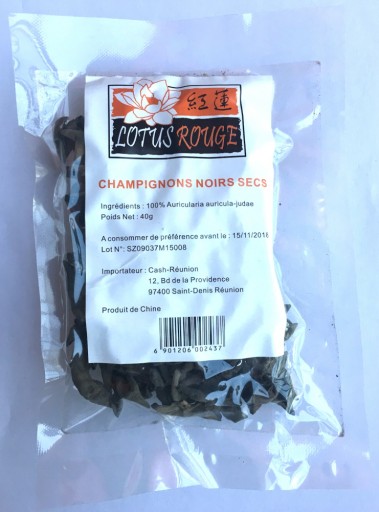 紅蓮
LOTUS ROUGE
CHAMPIGNONS NOIRS SECS
Ingrédients : 100% Auricularia auricula-judae
Poids Net : 40g
A consommer de préférence avant le : 15/11/2018
Lot N°: SZ09037M15008
Importateur : Cash-Réunion
12, Bd de la Providence
97400 Saint-Denis Réunion
Produit de Chine
6 901206 002437